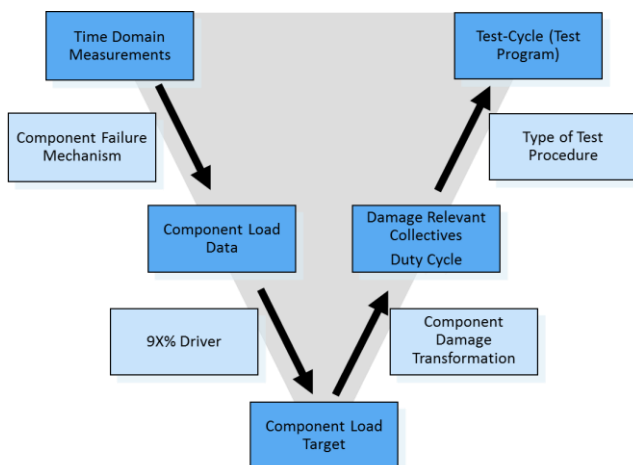 Time Domain
Measurements
Test-Cycle (Test
Program)
Component Failure
Mechanism
Type of Test
Procedure
Component Load
Data
Damage Relevant
Collectives
Duty Cycle
9X% Driver
Component
Damage
Transformation
Component Load
Target